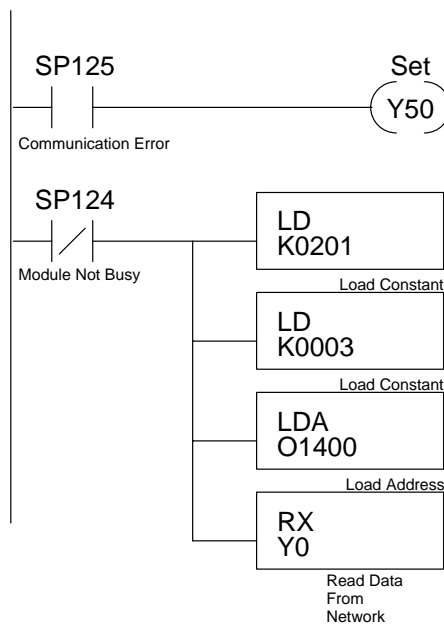 SP125
Set
Y50
Communication Error
SP124
Module Not Busy
LD
K0201
Load Constant
LD
K0003
Load Constant
LDA
O1400
Load Address
RX
Y0
Read Data
From
Network